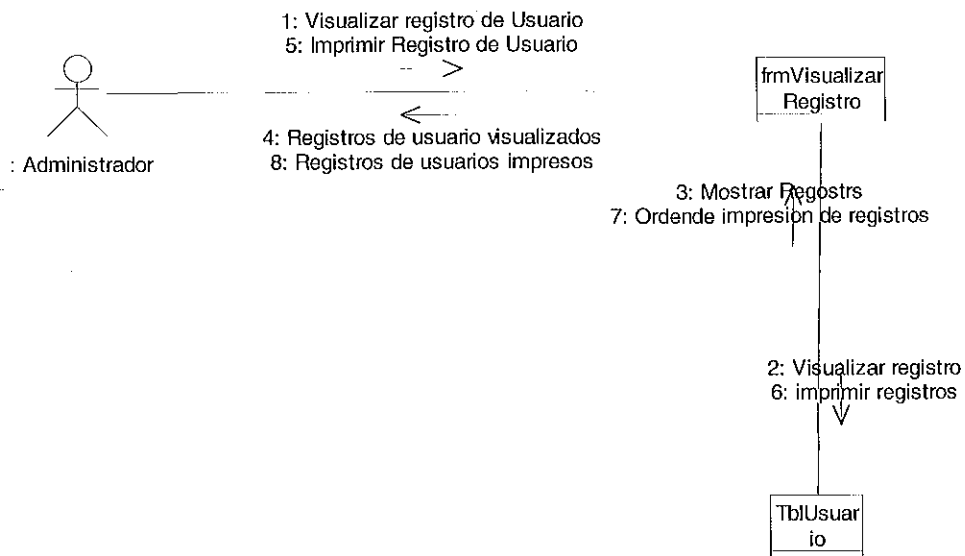 1: Visualizar registro de Usuario
5: Imprimir Registro de Usuario
frmVisualizar
Registro
4: Registros de usuario visualizados
8: Registros de usuarios impresos
: Administrador
3: Mostrar Regostrs
7: Ordende impresion de registros
2: Visualizar registro
6: imprimir registros
TblUsuar
io